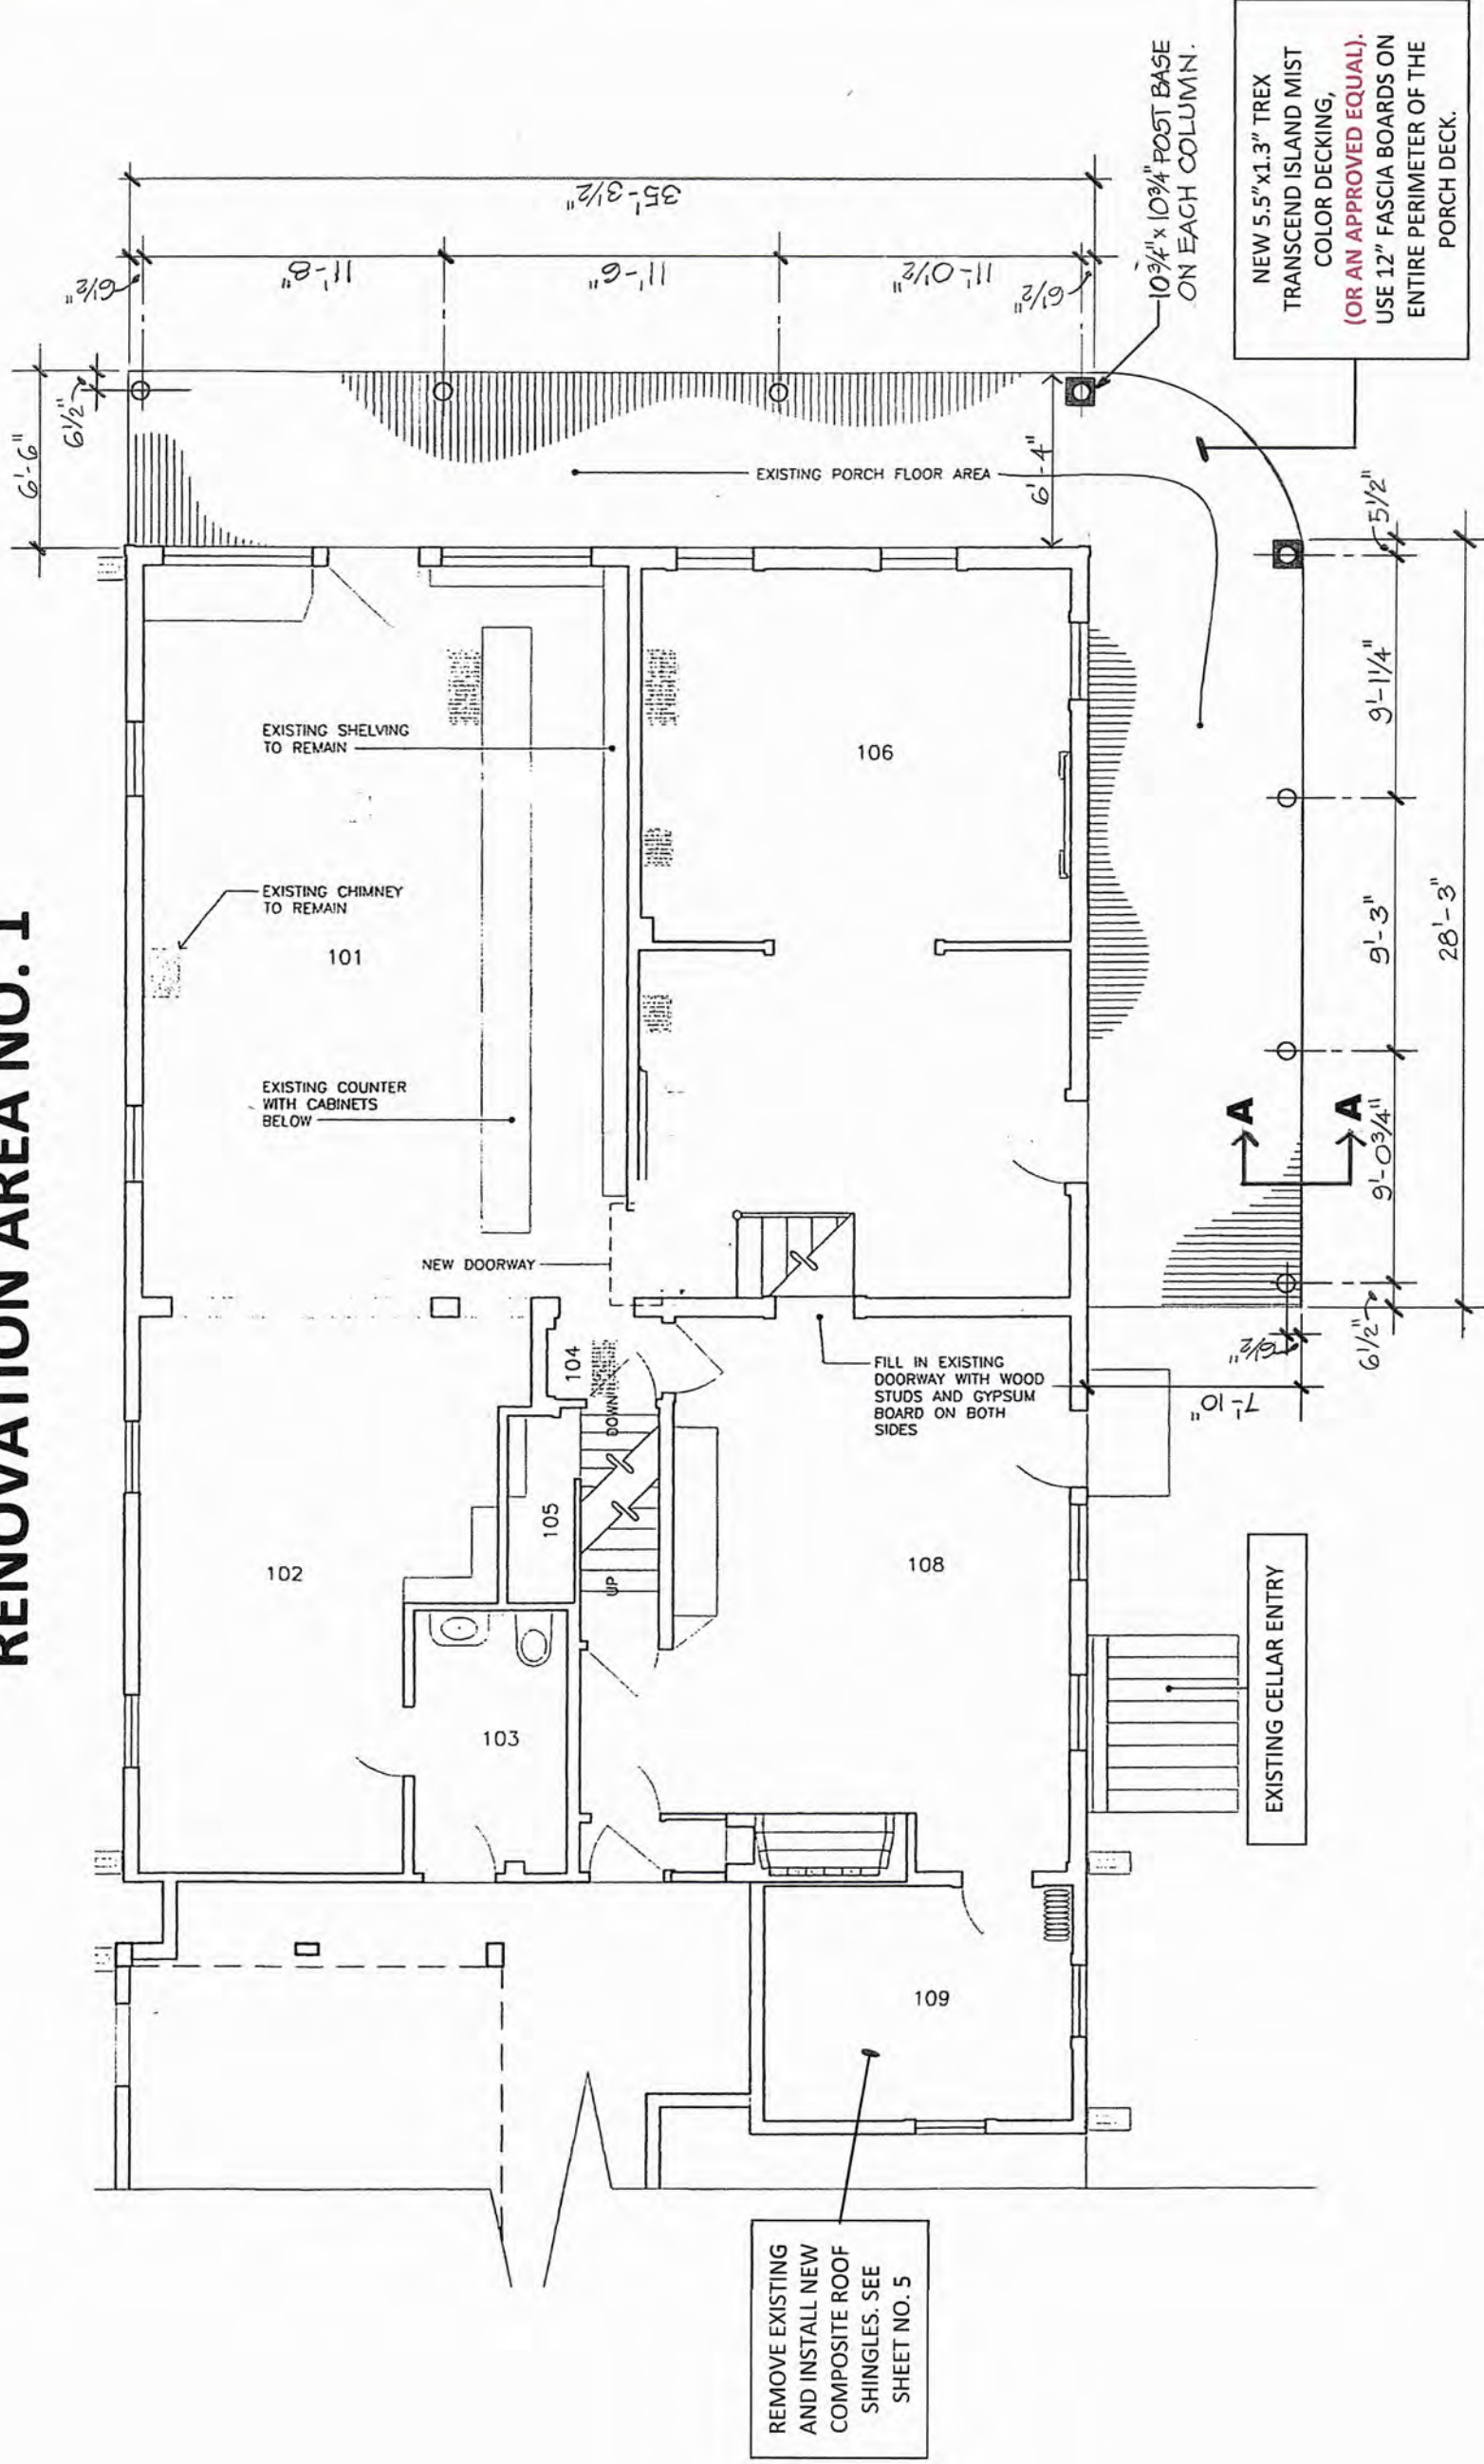 RENOVATION AREA NO. 1
6'-6"
6 1/2"
6 1/2"
11'-8"
11'-6"
11'-0 1/2"
6 1/2"
35'-3 1/2"
10 3/4" x 10 3/4" POST BASE
ON EACH COLUMN.
NEW 5.5"x1.3" TREX
TRANSCEND ISLAND MIST
COLOR DECKING,
(OR AN APPROVED EQUAL).
USE 12" FASCIA BOARDS ON
ENTIRE PERIMETER OF THE
PORCH DECK.
EXISTING PORCH FLOOR AREA
6'-4"
EXISTING SHELVING
TO REMAIN
EXISTING CHIMNEY
TO REMAIN
101
EXISTING COUNTER
WITH CABINETS
BELOW
106
NEW DOORWAY
104
DOWN
FILL IN EXISTING
DOORWAY WITH WOOD
STUDS AND GYPSUM
BOARD ON BOTH
SIDES
105
UP
102
103
108
109
A
A
5 1/2"
9'-1 1/4"
9'-3"
9'-0 3/4"
6 1/2"
28'-3"
6 1/2"
7'-10"
EXISTING CELLAR ENTRY
REMOVE EXISTING
AND INSTALL NEW
COMPOSITE ROOF
SHINGLES. SEE
SHEET NO. 5